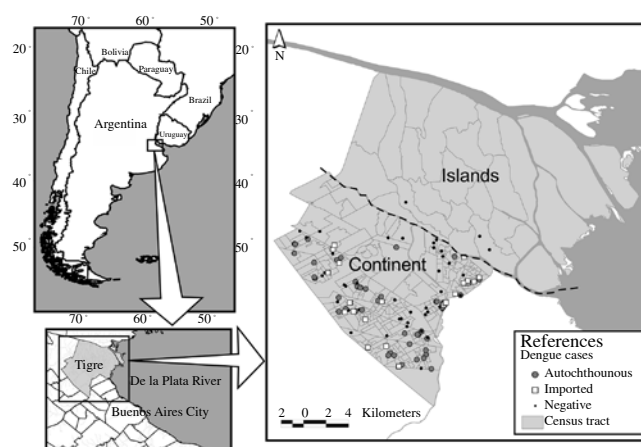 70 60 50
20
20
Bolivia
Chile
Paraguay
30
30
Brazil
Argentina
Uruguay
40
40
50
50
70 60 50
Tigre
De la Plata River
Buenos Aires City
N
Islands
Continent
2 0 2 4 Kilometers
References
Dengue cases
Autochthounous
Imported
Negative
Census tract